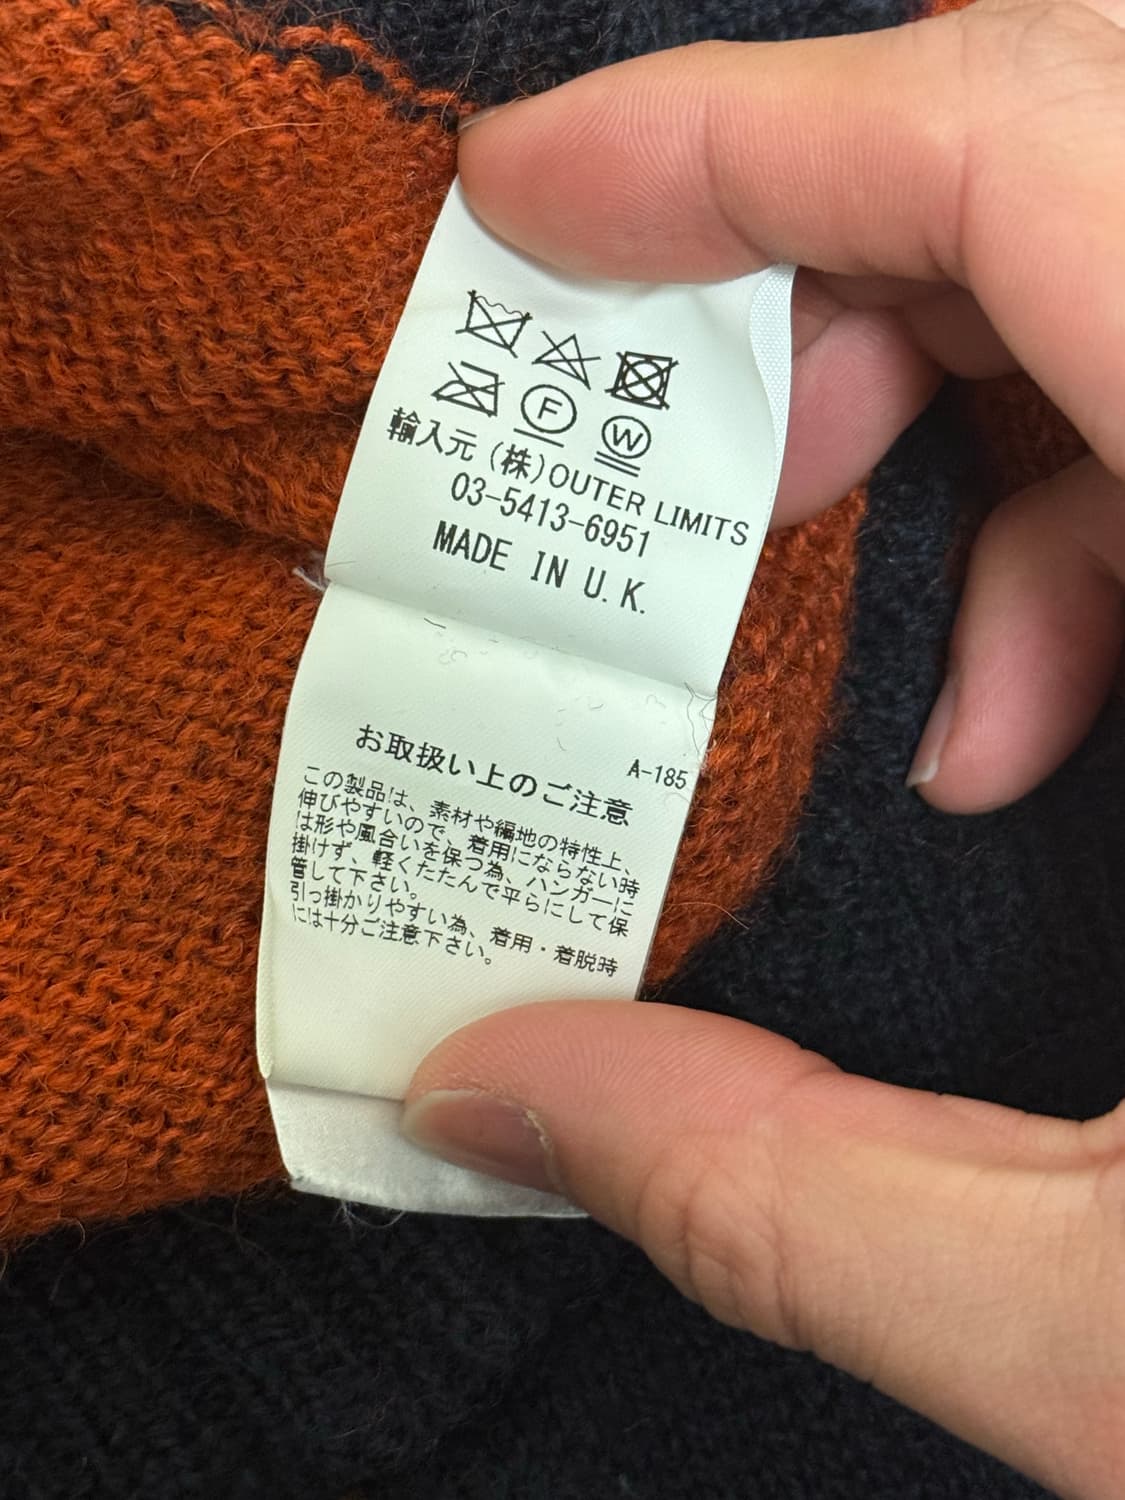 F
W
輸入元 (株)OUTER LIMITS
03-5413-6951
MADE IN U.K.
A-185
お取扱い上のご注意
この製品は、素材や編地の特性上、
伸びやすいので、着用にならない時
は形や風合いを保つ為、ハンガーに
掛けず、軽くたたんで平らにして保
管して下さい。
引っ掛かりやすい為、着用・着脱時
には十分ご注意下さい。